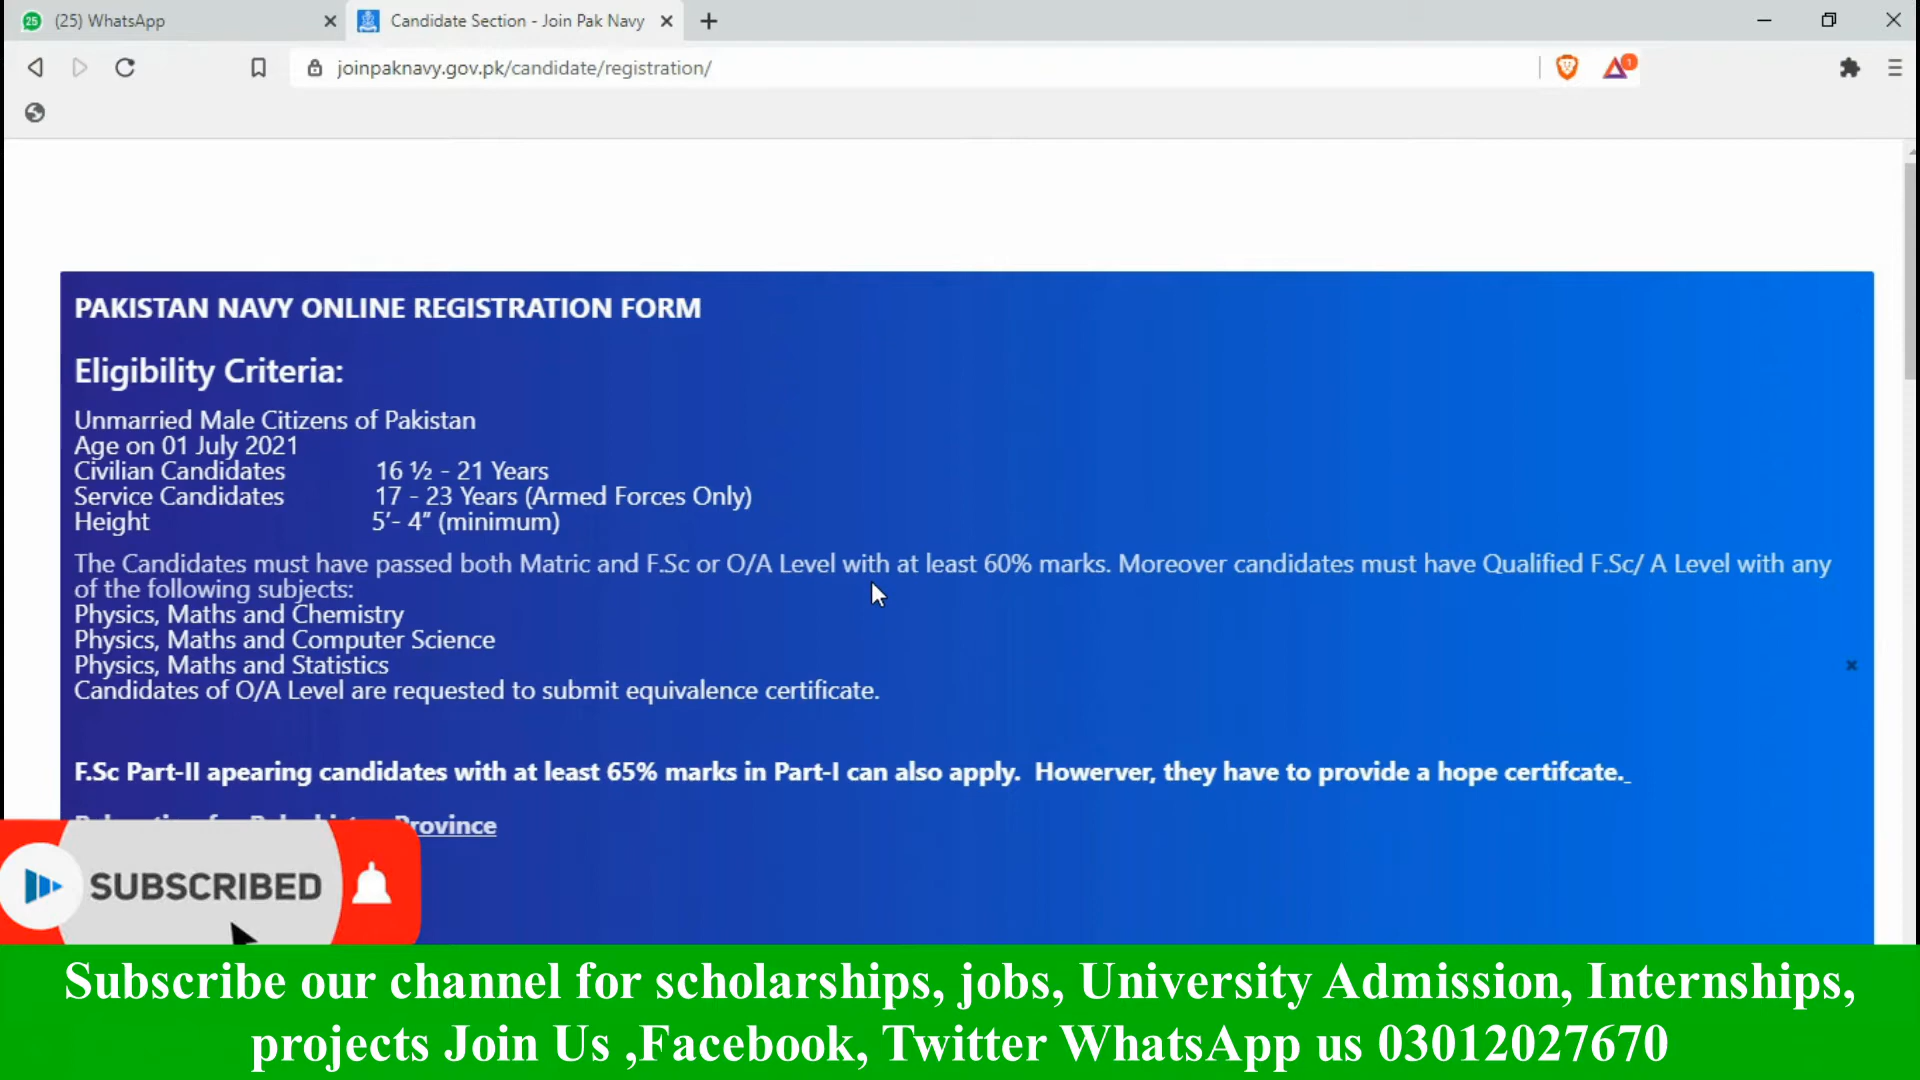 (25) WhatsApp
Candidate Section - Join Pak Navy
joinpaknavy.gov.pk/candidate/registration/
1
PAKISTAN NAVY ONLINE REGISTRATION FORM
Eligibility Criteria:
Unmarried Male Citizens of Pakistan
Age on 01 July 2021
Civilian Candidates 16 ½ - 21 Years
Service Candidates 17 - 23 Years (Armed Forces Only)
Height 5’- 4” (minimum)
The Candidates must have passed both Matric and F.Sc or O/A Level with at least 60% marks. Moreover candidates must have Qualified F.Sc/ A Level with any
of the following subjects:
Physics, Maths and Chemistry
Physics, Maths and Computer Science
Physics, Maths and Statistics
Candidates of O/A Level are requested to submit equivalence certificate.
F.Sc Part-II apearing candidates with at least 65% marks in Part-I can also apply.  Howerver, they have to provide a hope certifcate._
Province
SUBSCRIBED
Subscribe our channel for scholarships, jobs, University Admission, Internships,
projects Join Us ,Facebook, Twitter WhatsApp us 03012027670